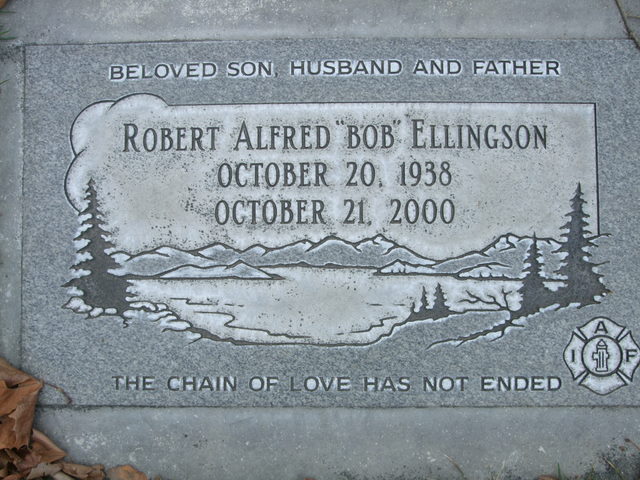 BELOVED SON, HUSBAND AND FATHER
ROBERT ALFRED "BOB" ELLINGSON
OCTOBER 20, 1938
OCTOBER 21, 2000
THE CHAIN OF LOVE HAS NOT ENDED
I A F